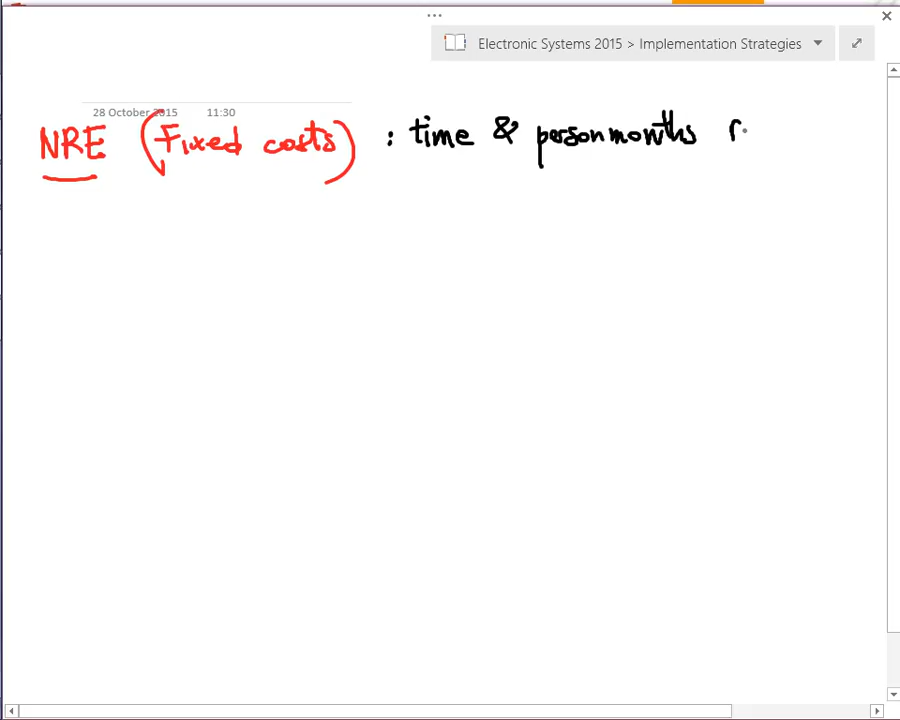 Electronic Systems 2015 > Implementation Strategies
28 October 2015 11:30
NRE (Fixed costs) : time & personmonths r